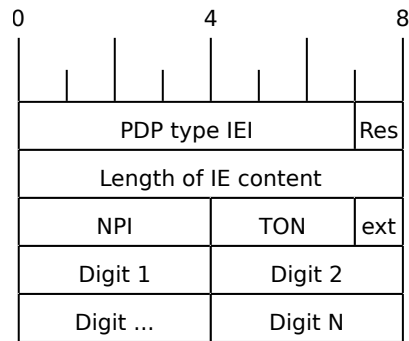 0 4 8
PDP type IEI Res
Length of IE content
NPI TON ext
Digit 1 Digit 2
Digit ... Digit N